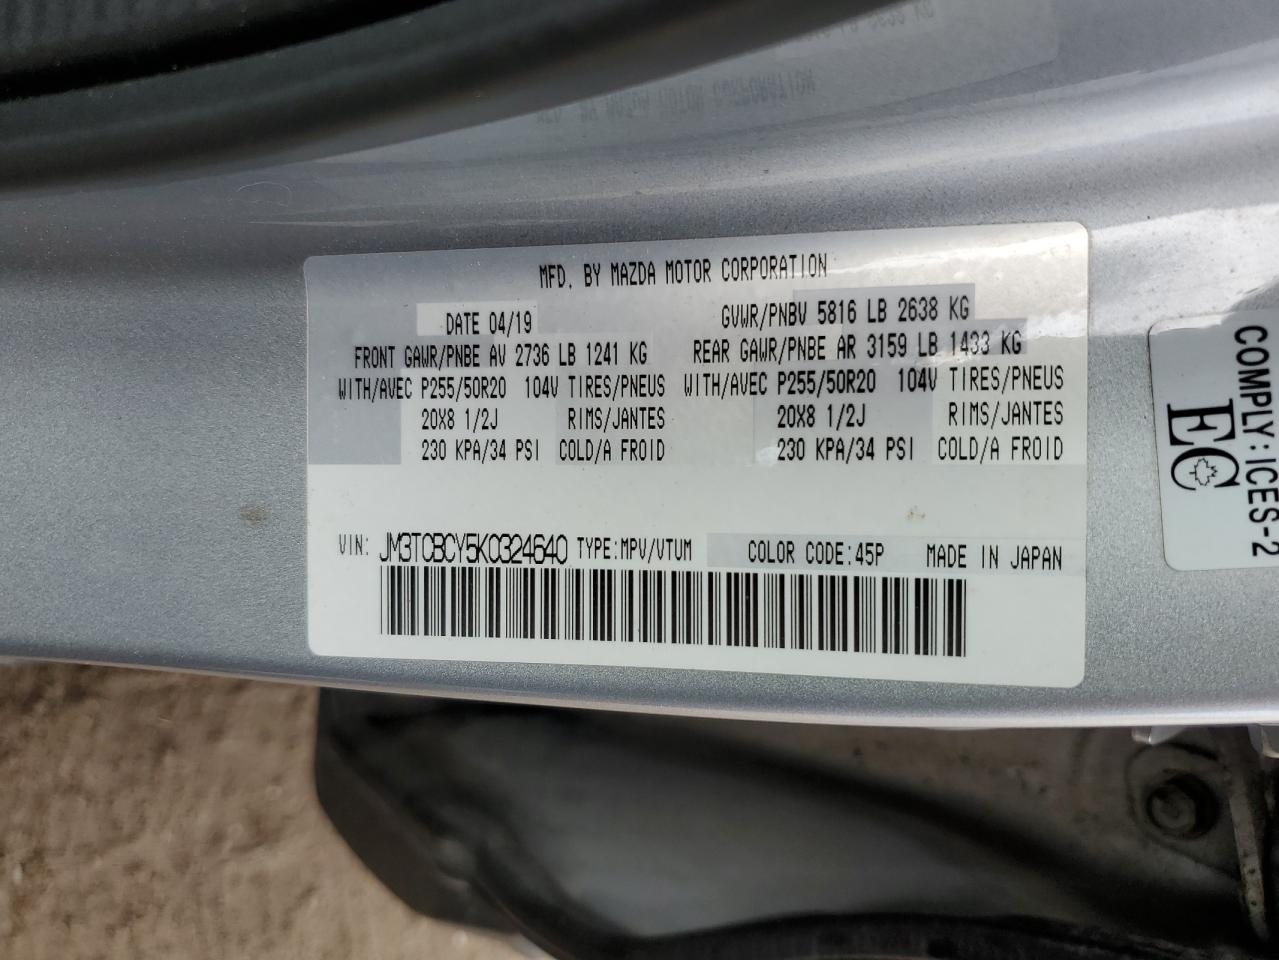 MFD. BY MAZDA MOTOR CORPORATION
DATE 04/19 GVWR/PNBV 5816 LB 2638 KG
FRONT GAWR/PNBE AV 2736 LB 1241 KG REAR GAWR/PNBE AR 3159 LB 1433 KG
WITH/AVEC P255/50R20 104V TIRES/PNEUS WITH/AVEC P255/50R20 104V TIRES/PNEUS
20X8 1/2J RIMS/JANTES 20X8 1/2J RIMS/JANTES
230 KPA/34 PSI COLD/A FROID 230 KPA/34 PSI COLD/A FROID
VIN: JM3TCBCY5K0324640 TYPE:MPV/VTUM COLOR CODE:45P MADE IN JAPAN
COMPLY:ICES-2
EC